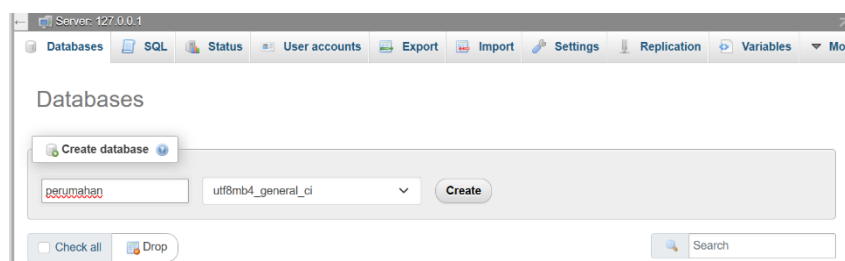 Server: 127.0.0.1
Databases SQL Status User accounts Export Import Settings Replication Variables Mo
Databases
Create database
perumahan utf8mb4_general_ci Create
Check all Drop Search